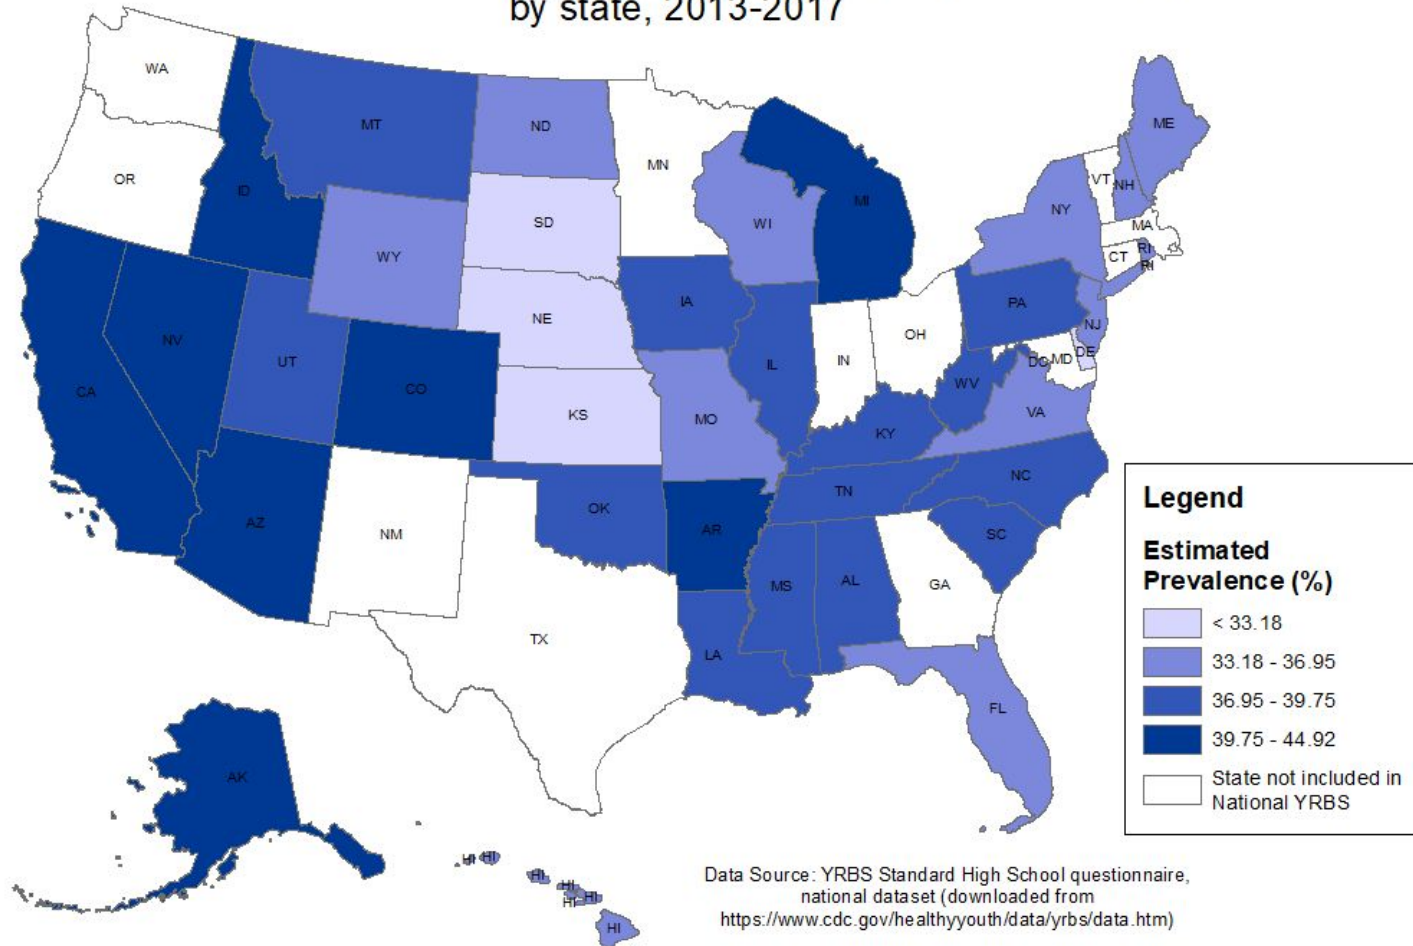 by state, 2013-2017
WA
MT
ND
MN
ME
OR
ID
SD
WI
MI
VT
NH
NY
MA
WY
CT
RI
RI
NE
IA
PA
NV
UT
CO
IL
IN
OH
NJ
CA
KS
MO
WV
DC
MD
DE
VA
KY
AZ
NM
OK
AR
TN
NC
SC
MS
AL
GA
TX
LA
FL
AK
HI
HI
HI
HI
HI
HI
HI
Legend
Estimated
Prevalence (%)
< 33.18
33.18 - 36.95
36.95 - 39.75
39.75 - 44.92
State not included in
National YRBS
Data Source: YRBS Standard High School questionnaire,
national dataset (downloaded from
https://www.cdc.gov/healthyyouth/data/yrbs/data.htm)